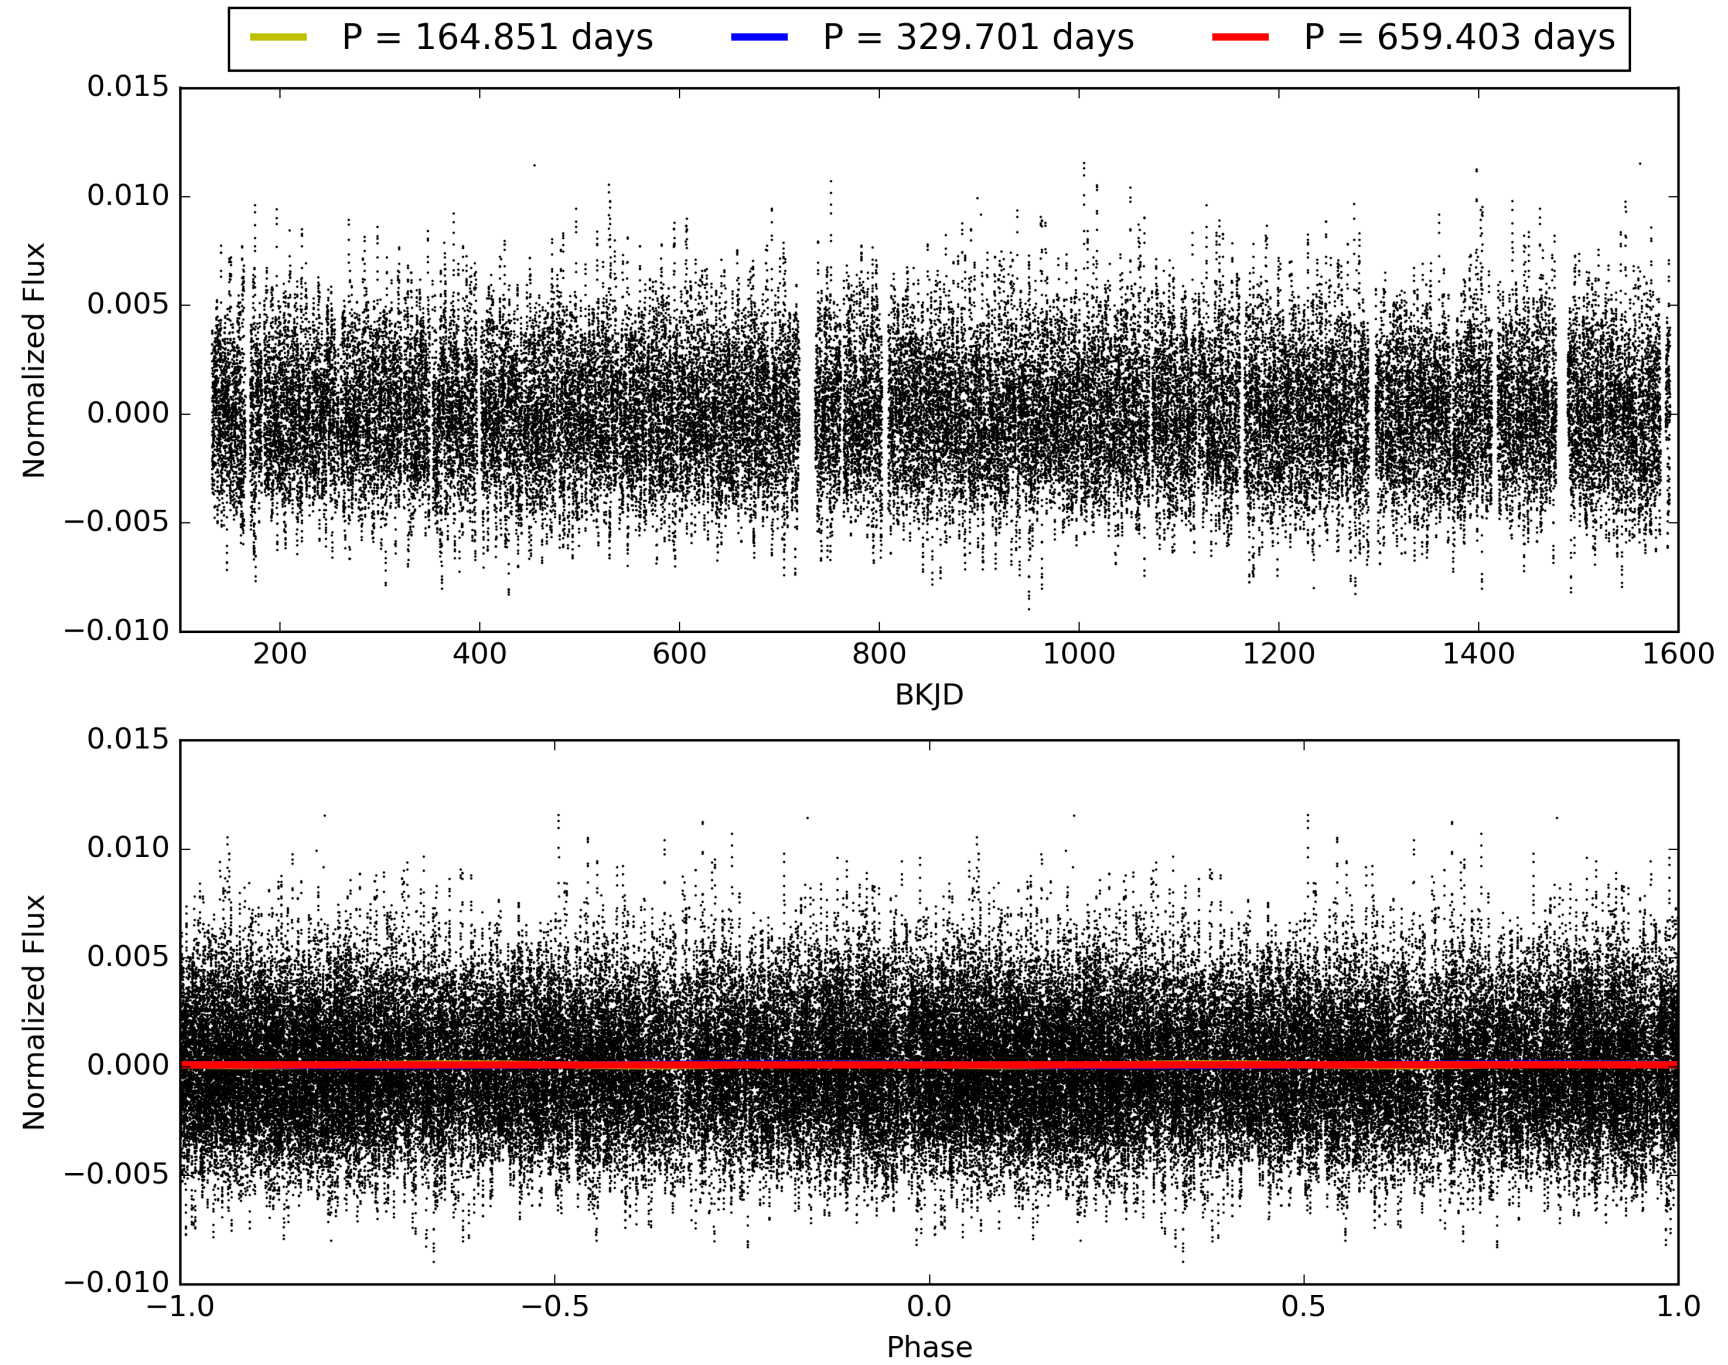 P = 164.851 days P = 329.701 days P = 659.403 days
0.015
0.010
0.005
0.000
−0.005
−0.010
Normalized Flux
200 400 600 800 1000 1200 1400 1600
BKJD
0.015
0.010
0.005
0.000
−0.005
−0.010
Normalized Flux
−1.0 −0.5 0.0 0.5 1.0
Phase